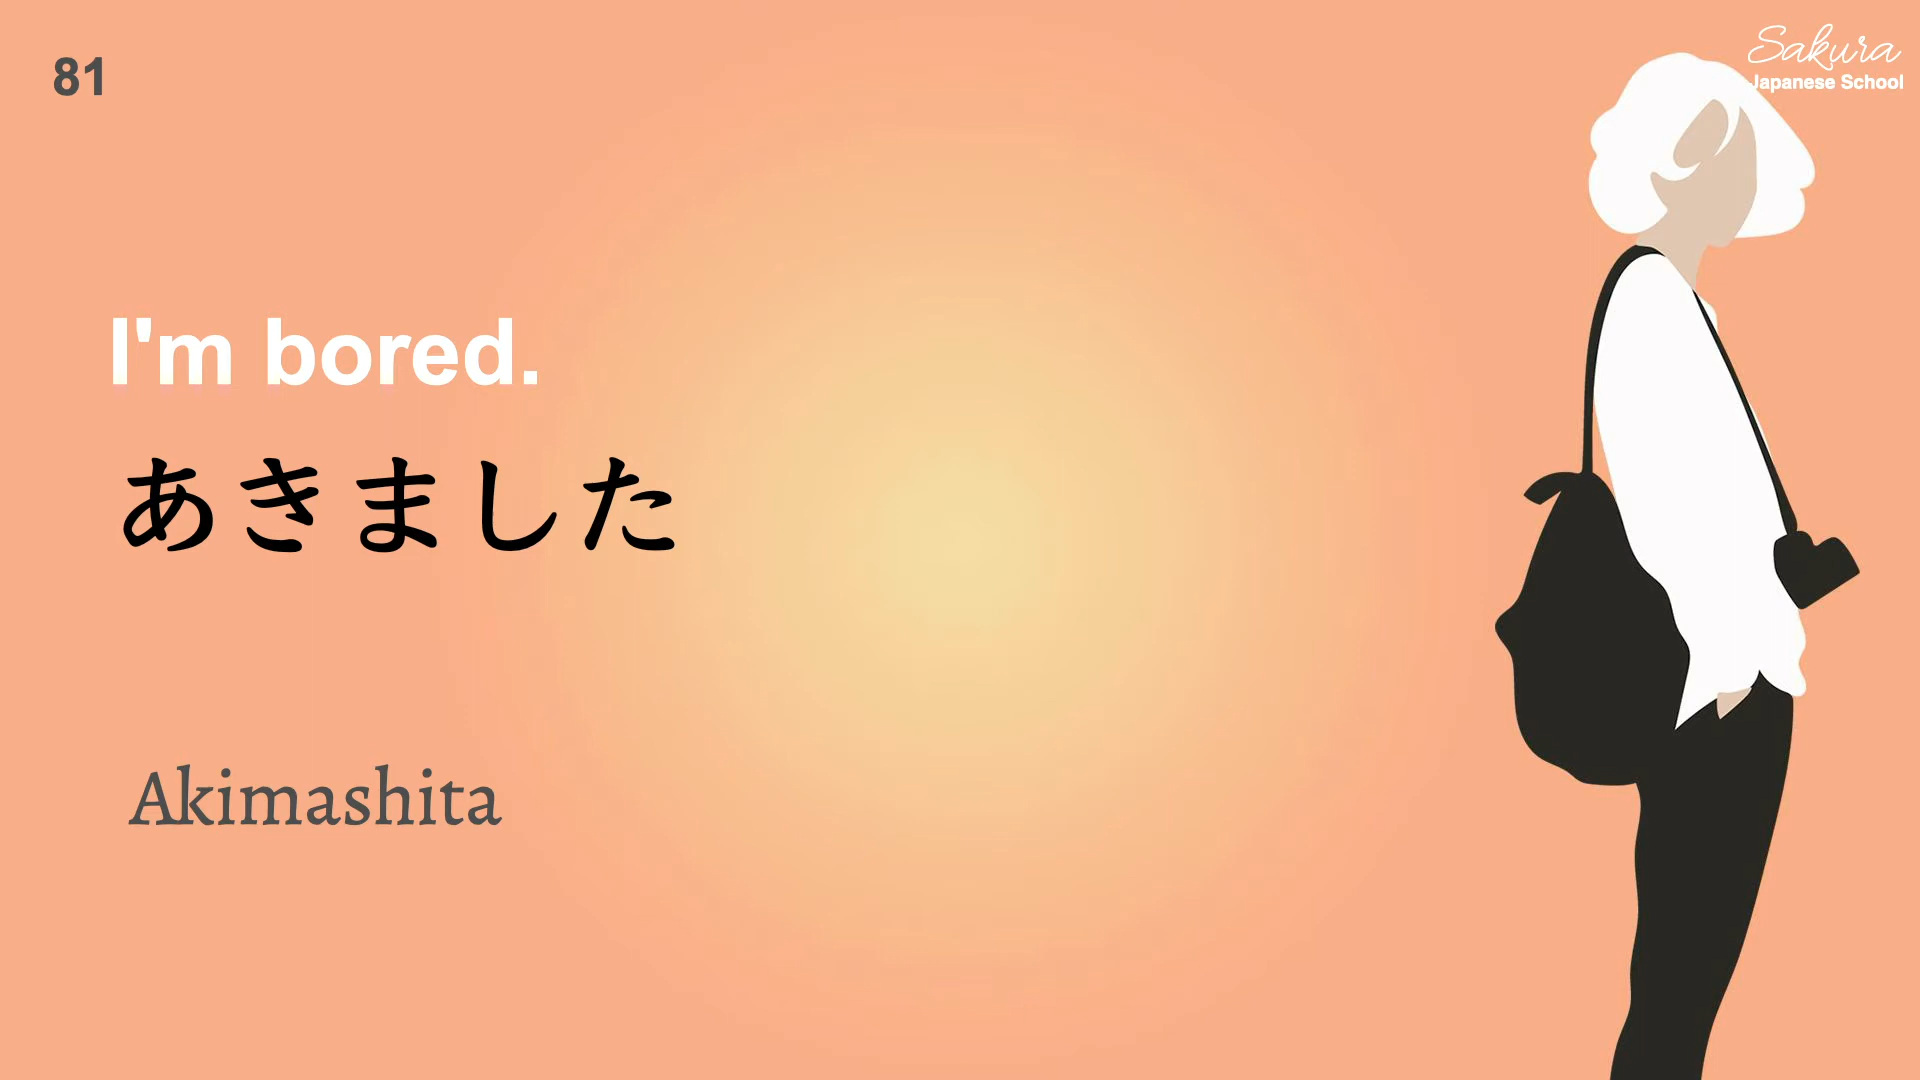 81
Sakura
Japanese School
I'm bored.
あきました
Akimashita